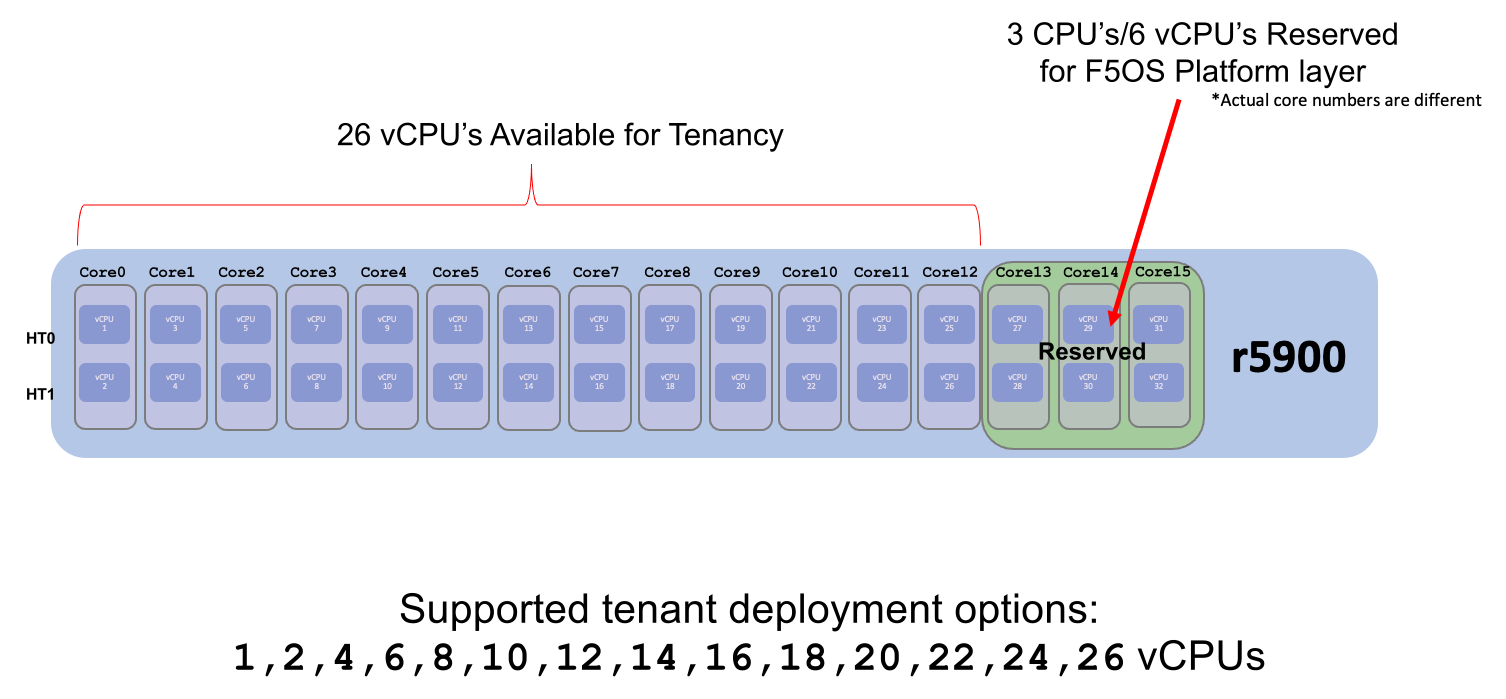 3 CPU's/6 vCPU's Reserved
for F5OS Platform layer
*Actual core numbers are different
26 vCPU's Available for Tenancy
Core0 Core1 Core2 Core3 Core4 Core5 Core6 Core7 Core8 Core9 Core10 Core11 Core12 Core13 Core14 Core15
HT0
vCPU 1 vCPU 3 vCPU 5 vCPU 7 vCPU 9 vCPU 11 vCPU 13 vCPU 15 vCPU 17 vCPU 19 vCPU 21 vCPU 23 vCPU 25 vCPU 27 vCPU 29 vCPU 31
Reserved
r5900
HT1
vCPU 2 vCPU 4 vCPU 6 vCPU 8 vCPU 10 vCPU 12 vCPU 14 vCPU 16 vCPU 18 vCPU 20 vCPU 22 vCPU 24 vCPU 26 vCPU 28 vCPU 30 vCPU 32
Supported tenant deployment options:
1,2,4,6,8,10,12,14,16,18,20,22,24,26 vCPUs